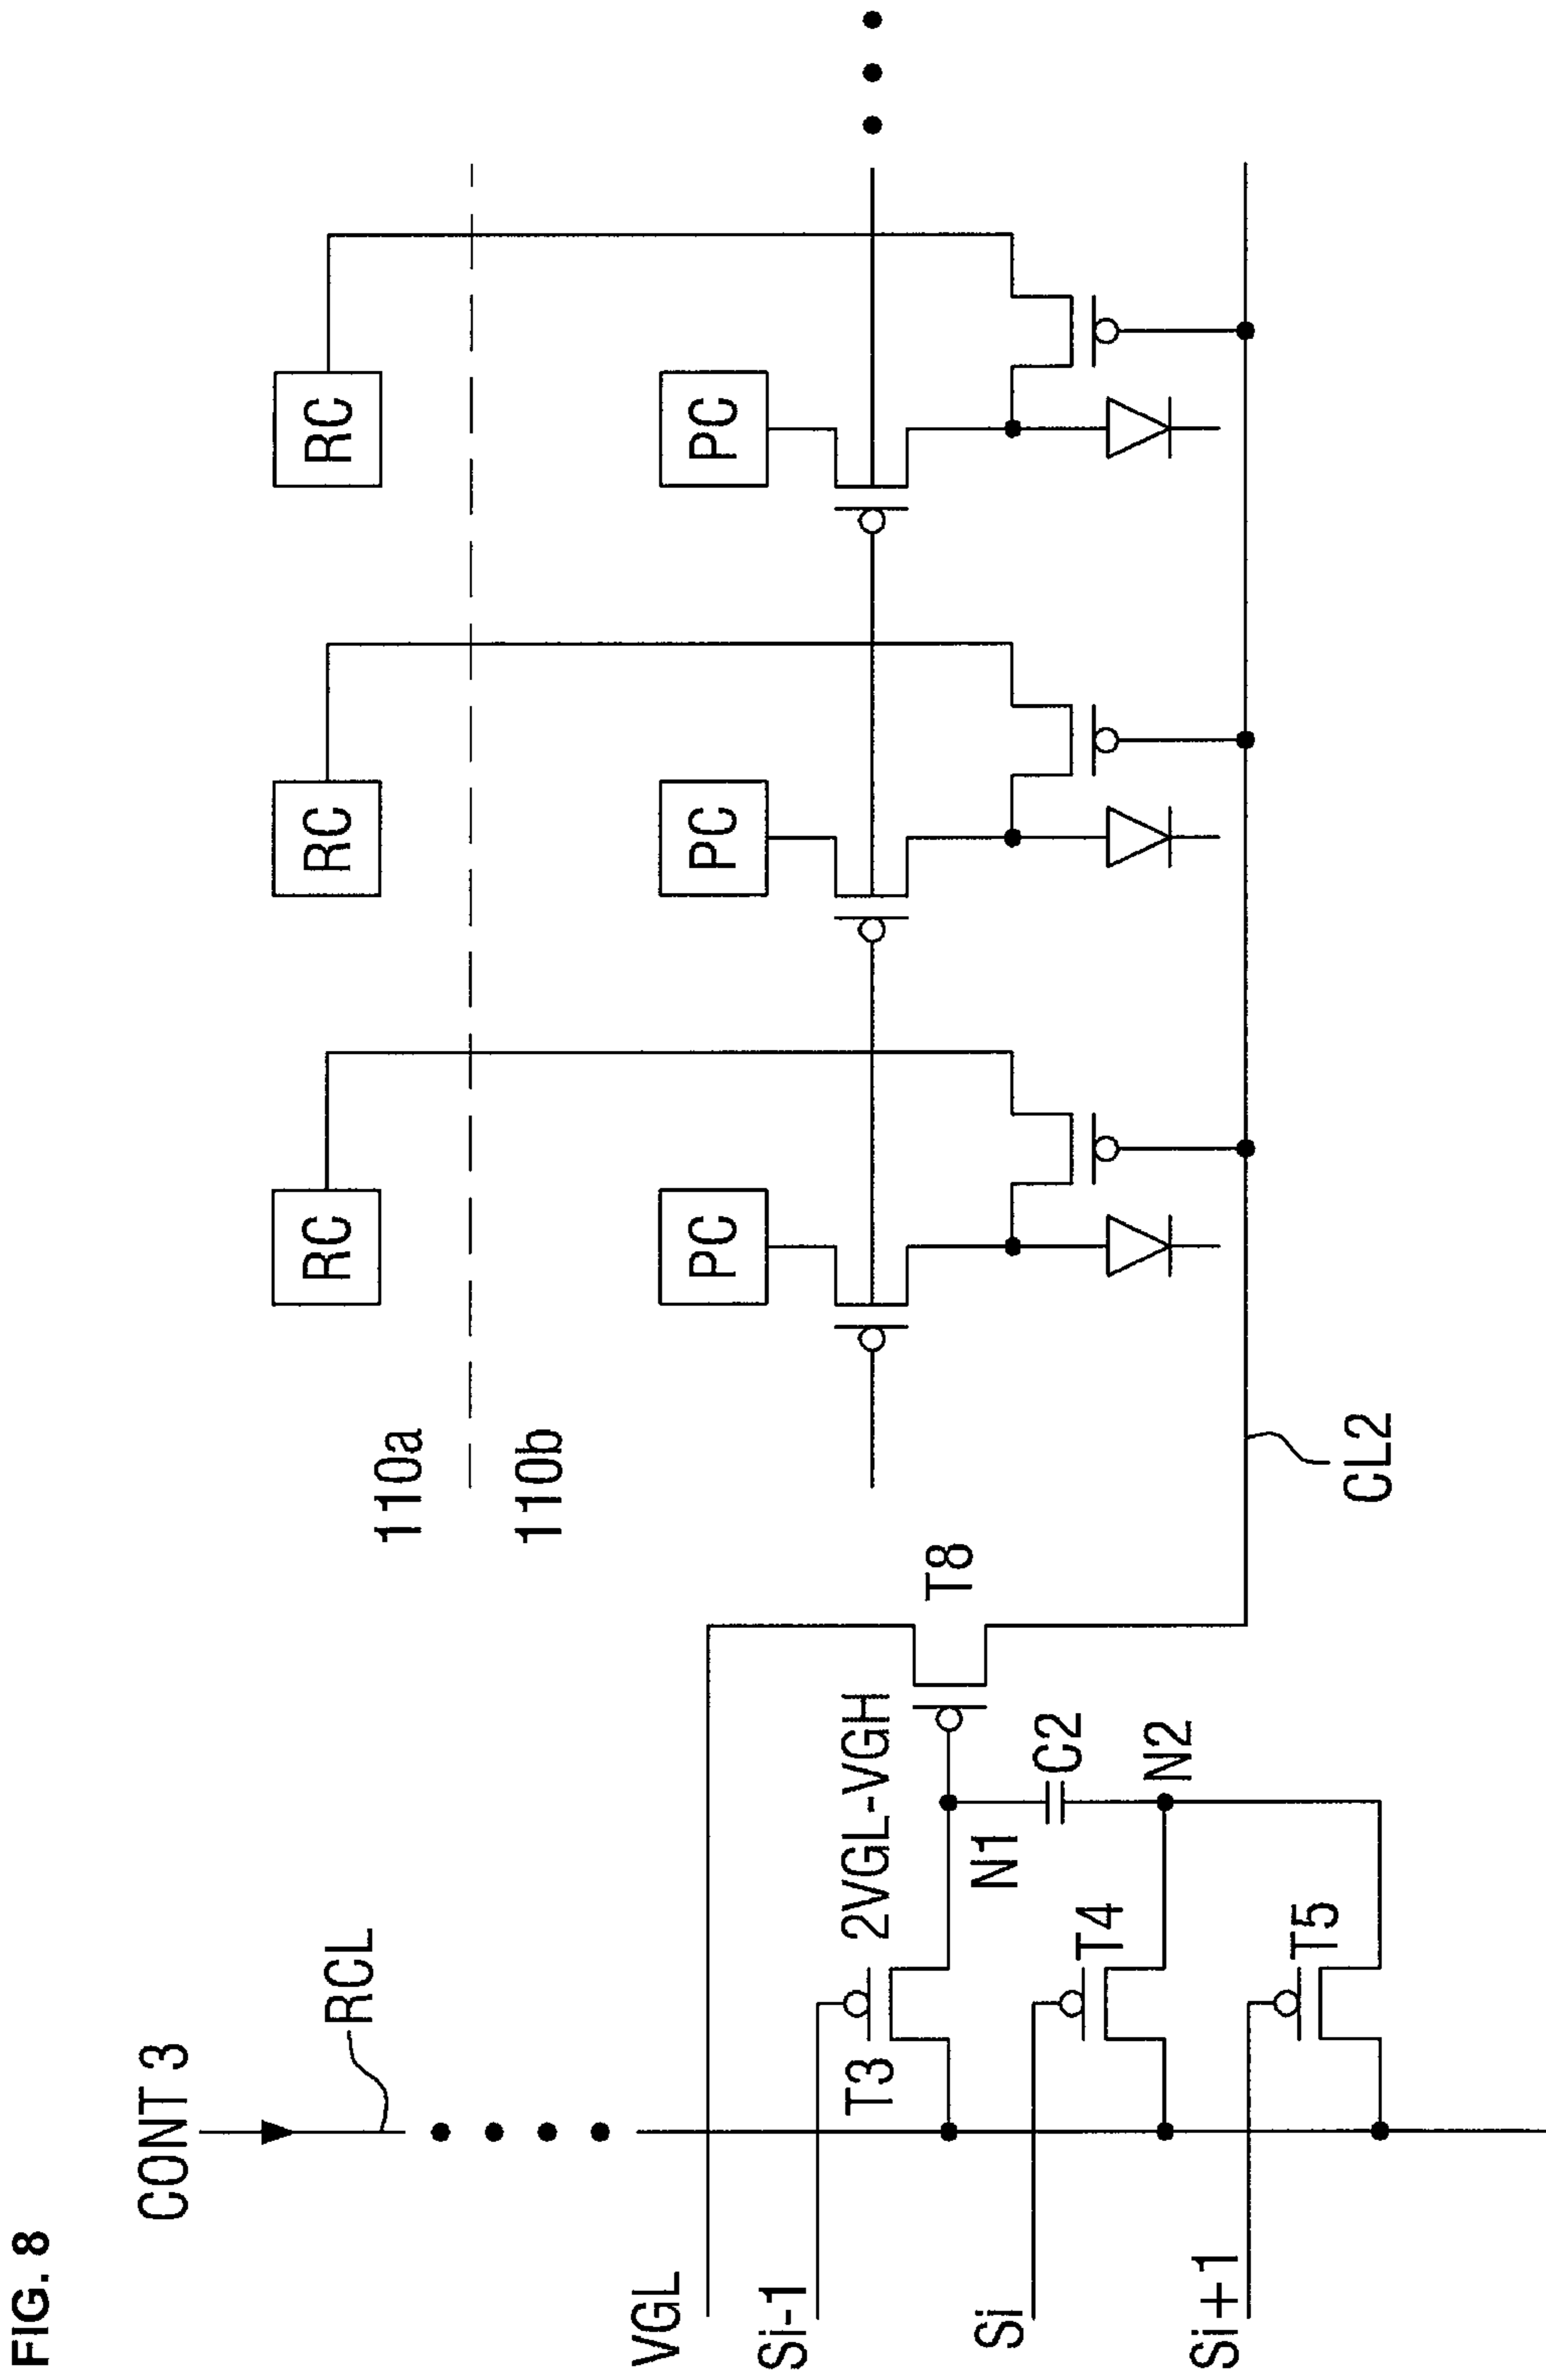 FIG. 8
CONT 3
RCL
VGL
Si-1
Si
Si+1
T3
T4
T5
2VGL-VGH
N1
C2
N2
T8
110a
110b
CL2
RC
RC
RC
PC
PC
PC